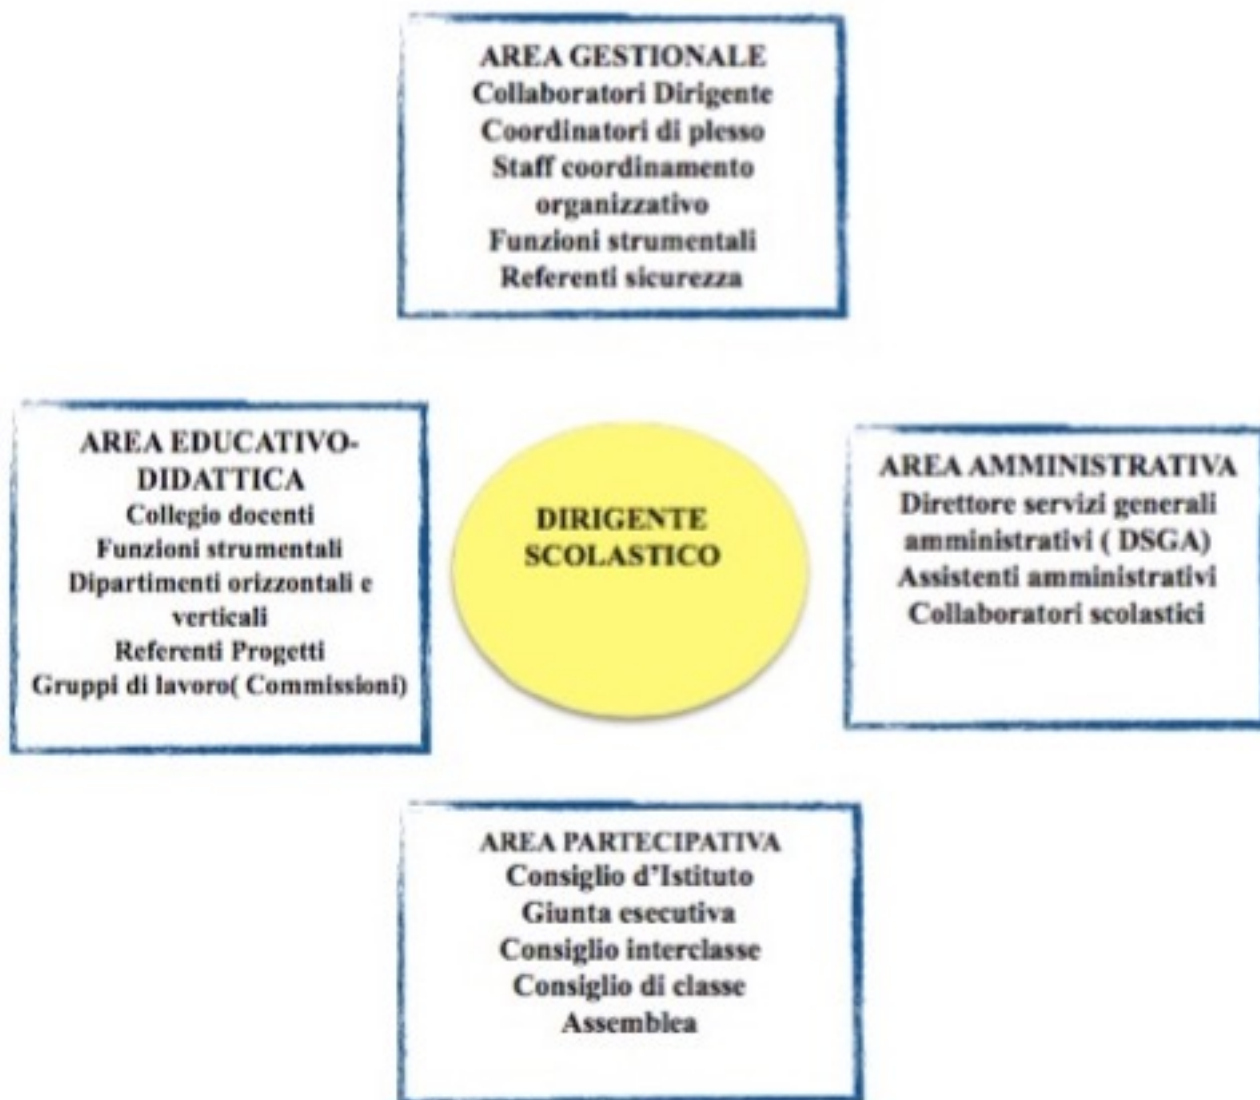 AREA GESTIONALE
Collaboratori Dirigente
Coordinatori di plesso
Staff coordinamento
organizzativo
Funzioni strumentali
Referenti sicurezza
AREA EDUCATIVO-
DIDATTICA
Collegio docenti
Funzioni strumentali
Dipartimenti orizzontali e
verticali
Referenti Progetti
Gruppi di lavoro( Commissioni)
DIRIGENTE
SCOLASTICO
AREA AMMINISTRATIVA
Direttore servizi generali
amministrativi ( DSGA)
Assistenti amministrativi
Collaboratori scolastici
AREA PARTECIPATIVA
Consiglio d’Istituto
Giunta esecutiva
Consiglio interclasse
Consiglio di classe
Assemblea